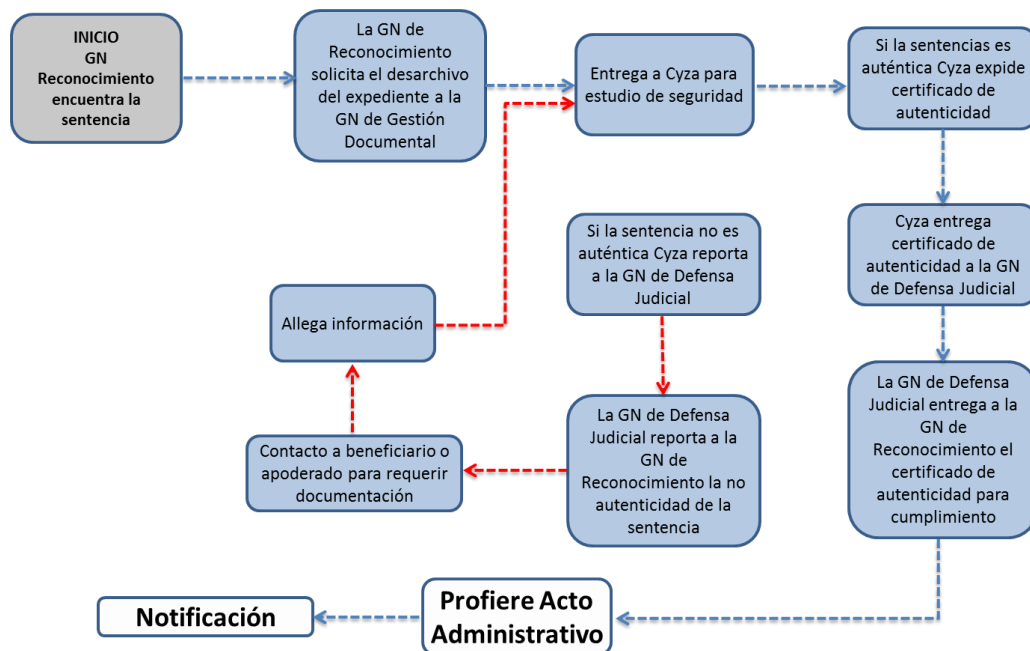 INICIO
GN
Reconocimiento
encuentra la
sentencia
La GN de
Reconocimiento
solicita el desarchivo
del expediente a la
GN de Gestión
Documental
Entrega a Cyza para
estudio de seguridad
Si la sentencias es
auténtica Cyza expide
certificado de
autenticidad
Cyza entrega
certificado de
autenticidad a la GN
de Defensa Judicial
Si la sentencia no es
auténtica Cyza reporta
a la GN de Defensa
Judicial
Allega información
La GN de Defensa
Judicial entrega a la
GN de
Reconocimiento el
certificado de
autenticidad para
cumplimiento
La GN de Defensa
Judicial reporta a la
GN de
Reconocimiento la no
autenticidad de la
sentencia
Contacto a beneficiario o
apoderado para requerir
documentación
Profiere Acto
Administrativo
Notificación